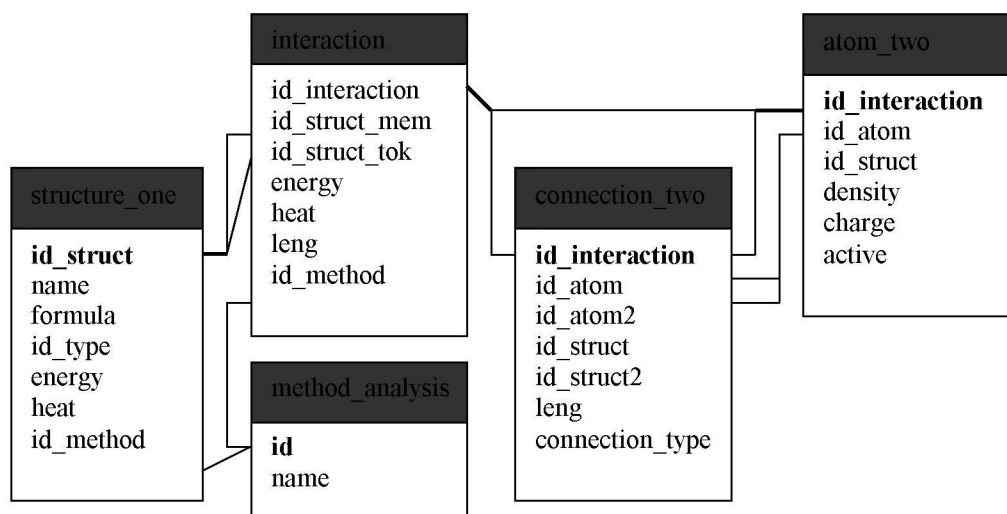 interaction
id_interaction
id_struct_mem
id_struct_tok
energy
heat
leng
id_method
atom_two
id_interaction
id_atom
id_struct
density
charge
active
structure_one
id_struct
name
formula
id_type
energy
heat
id_method
connection_two
id_interaction
id_atom
id_atom2
id_struct
id_struct2
leng
connection_type
method_analysis
id
name